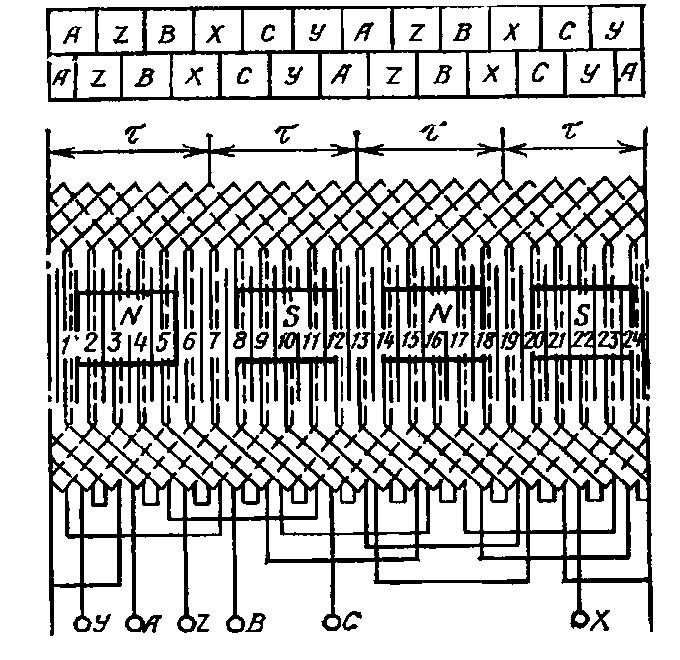 A Z B X C Y A Z B X C Y
A Z B X C Y A Z B X C Y A
τ τ τ τ
N S N S
1 2 3 4 5 6 7 8 9 10 11 12 13 14 15 16 17 18 19 20 21 22 23 24
Y A Z B C X